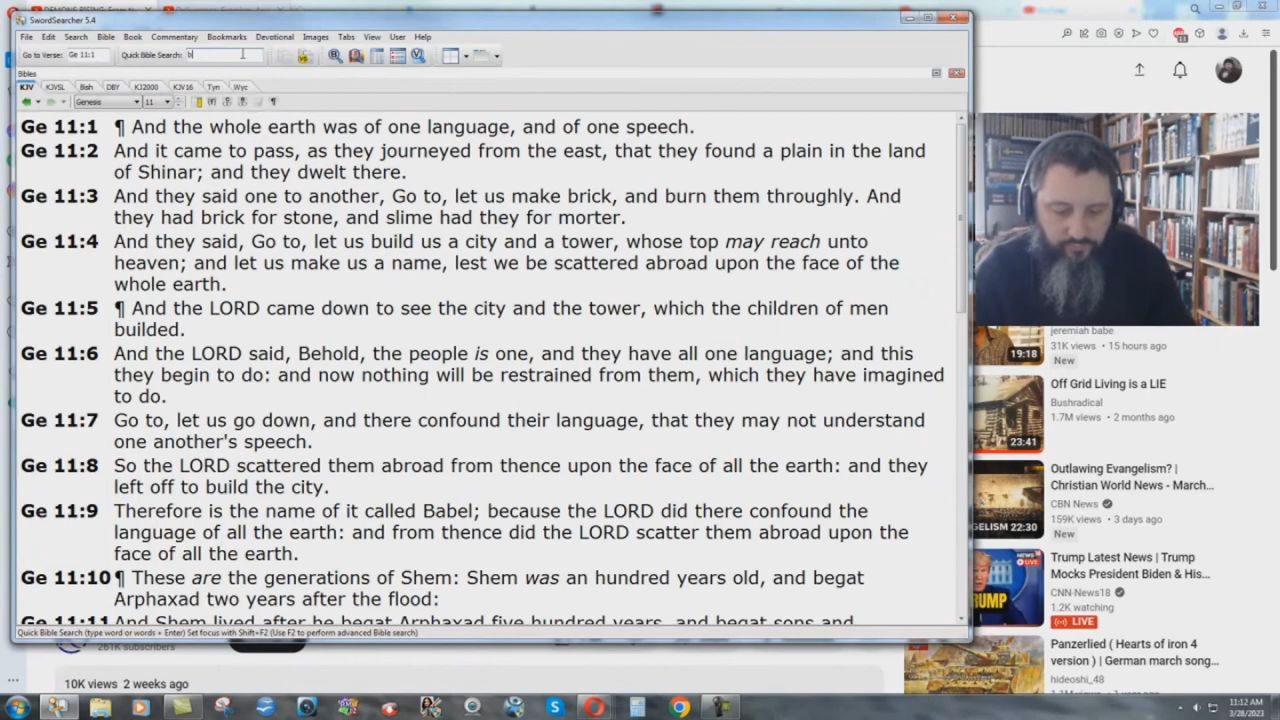 SwordSearcher 5.4
File Edit Search Bible Book Commentary Bookmarks Devotional Images Tabs View User Help
Go to Verse: Ge 11:1 Quick Bible Search: b
Bibles
KJV KJVSL Bish DBY KJ2000 KJV16 Tyn Wyc
Genesis 11
Ge 11:1 ¶ And the whole earth was of one language, and of one speech.
Ge 11:2 And it came to pass, as they journeyed from the east, that they found a plain in the land
of Shinar; and they dwelt there.
Ge 11:3 And they said one to another, Go to, let us make brick, and burn them throughly. And
they had brick for stone, and slime had they for morter.
Ge 11:4 And they said, Go to, let us build us a city and a tower, whose top may reach unto
heaven; and let us make us a name, lest we be scattered abroad upon the face of the
whole earth.
Ge 11:5 ¶ And the LORD came down to see the city and the tower, which the children of men
builded.
Ge 11:6 And the LORD said, Behold, the people is one, and they have all one language; and this
they begin to do: and now nothing will be restrained from them, which they have imagined
to do.
Ge 11:7 Go to, let us go down, and there confound their language, that they may not understand
one another's speech.
Ge 11:8 So the LORD scattered them abroad from thence upon the face of all the earth: and they
left off to build the city.
Ge 11:9 Therefore is the name of it called Babel; because the LORD did there confound the
language of all the earth: and from thence did the LORD scatter them abroad upon the
face of all the earth.
Ge 11:10 ¶ These are the generations of Shem: Shem was an hundred years old, and begat
Arphaxad two years after the flood:
Ge 11:11 And Shem lived after he begat Arphaxad five hundred years, and begat sons and
Quick Bible Search (type word or words + Enter) Set focus with Shift+F2 (Use F2 to perform advanced Bible search)
261K subscribers
10K views 2 weeks ago
jeremiah babe
31K views • 15 hours ago
New
19:18
Off Grid Living is a LIE
Bushradical
1.7M views • 2 months ago
23:41
Outlawing Evangelism? |
Christian World News - March...
CBN News
159K views • 3 days ago
New
22:30
Trump Latest News | Trump
Mocks President Biden & His...
CNN-News18
1.2K watching
LIVE
Panzerlied ( Hearts of iron 4
version ) | German march song...
hideoshi_48
11:12 AM
3/28/2023